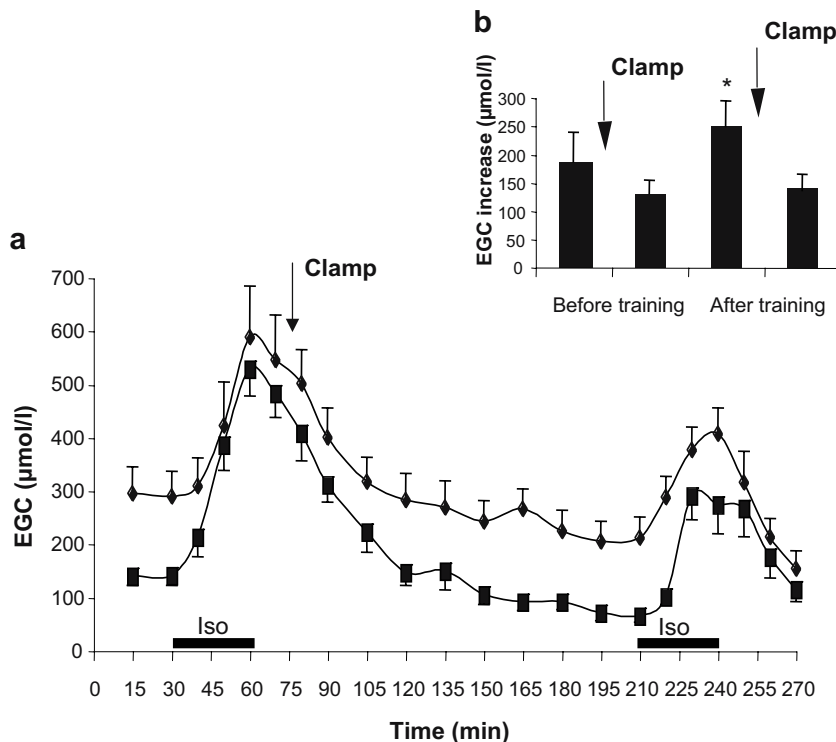 b
Clamp
Clamp
EGC increase (µmol/l)
300
250
200
150
100
50
0
*
Before training
After training
a
Clamp
EGC (µmol/l)
700
600
500
400
300
200
100
0
Iso
Iso
0 15 30 45 60 75 90 105 120 135 150 165 180 195 210 225 240 255 270
Time (min)